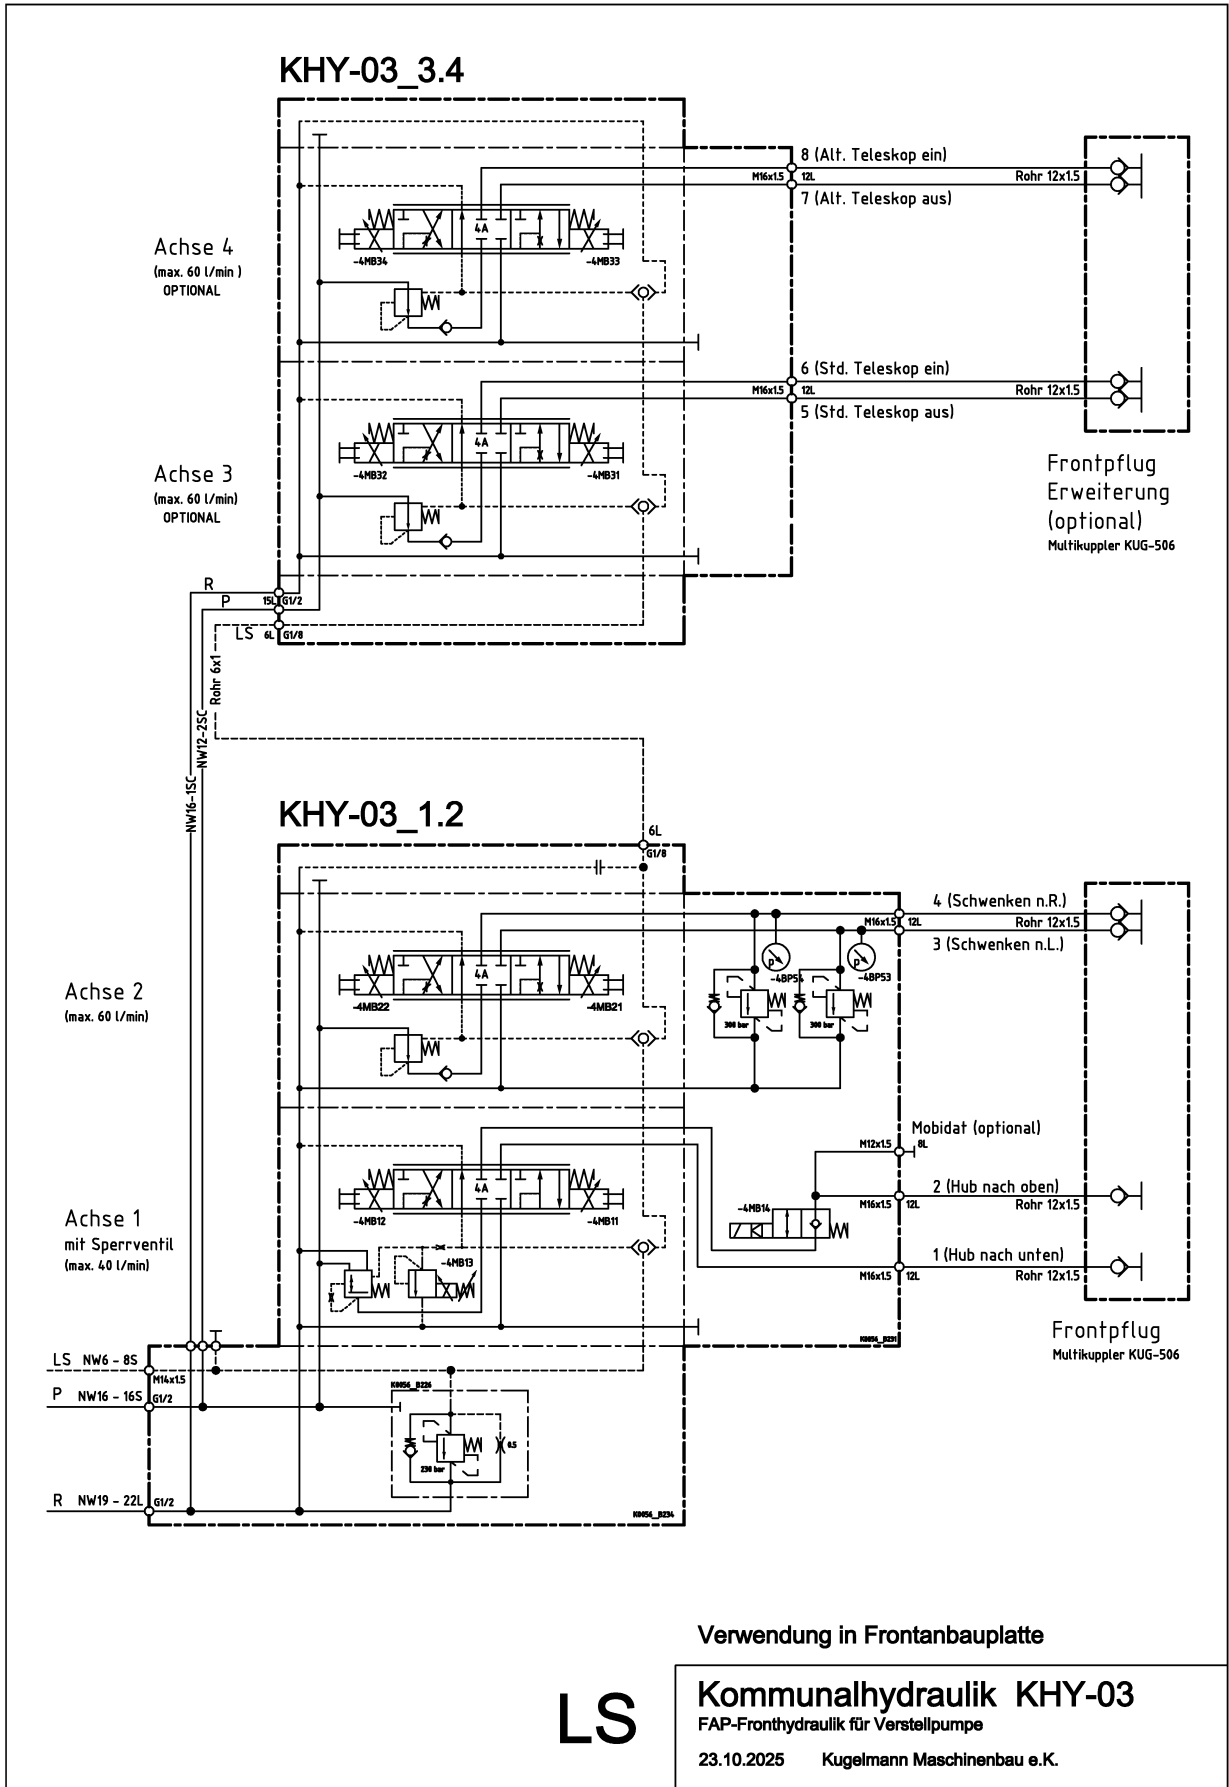 KHY-03_3.4
8 (Alt. Teleskop ein)
M16x1.5
12L
Rohr 12x1.5
7 (Alt. Teleskop aus)
Achse 4
(max. 60 l/min )
OPTIONAL
4A
-4MB34
-4MB33
6 (Std. Teleskop ein)
M16x1.5
12L
Rohr 12x1.5
5 (Std. Teleskop aus)
Achse 3
(max. 60 l/min)
OPTIONAL
4A
-4MB32
-4MB31
Frontpflug
Erweiterung
(optional)
Multikuppler KUG-506
R
15L
G1/2
P
LS
6L
G1/8
Rohr 6x1
NW12-2SC
NW16-1SC
KHY-03_1.2
6L
G1/8
4 (Schwenken n.R.)
M16x1.5
12L
Rohr 12x1.5
3 (Schwenken n.L.)
Achse 2
(max. 60 l/min)
4A
-4MB22
-4MB21
P
-4BP54
P
-4BP53
300 bar
300 bar
Mobidat (optional)
M12x1.5
8L
2 (Hub nach oben)
M16x1.5
12L
Rohr 12x1.5
-4MB14
1 (Hub nach unten)
M16x1.5
12L
Rohr 12x1.5
Achse 1
mit Sperrventil
(max. 40 l/min)
4A
-4MB12
-4MB11
-4MB13
K0056_B231
Frontpflug
Multikuppler KUG-506
LS NW6 - 8S
M14x1.5
P NW16 - 16S
G1/2
K0056_B226
0.5
230 bar
R NW19 - 22L
G1/2
K0056_B234
Verwendung in Frontanbauplatte
LS
Kommunalhydraulik KHY-03
FAP-Fronthydraulik für Verstellpumpe
23.10.2025 Kugelmann Maschinenbau e.K.